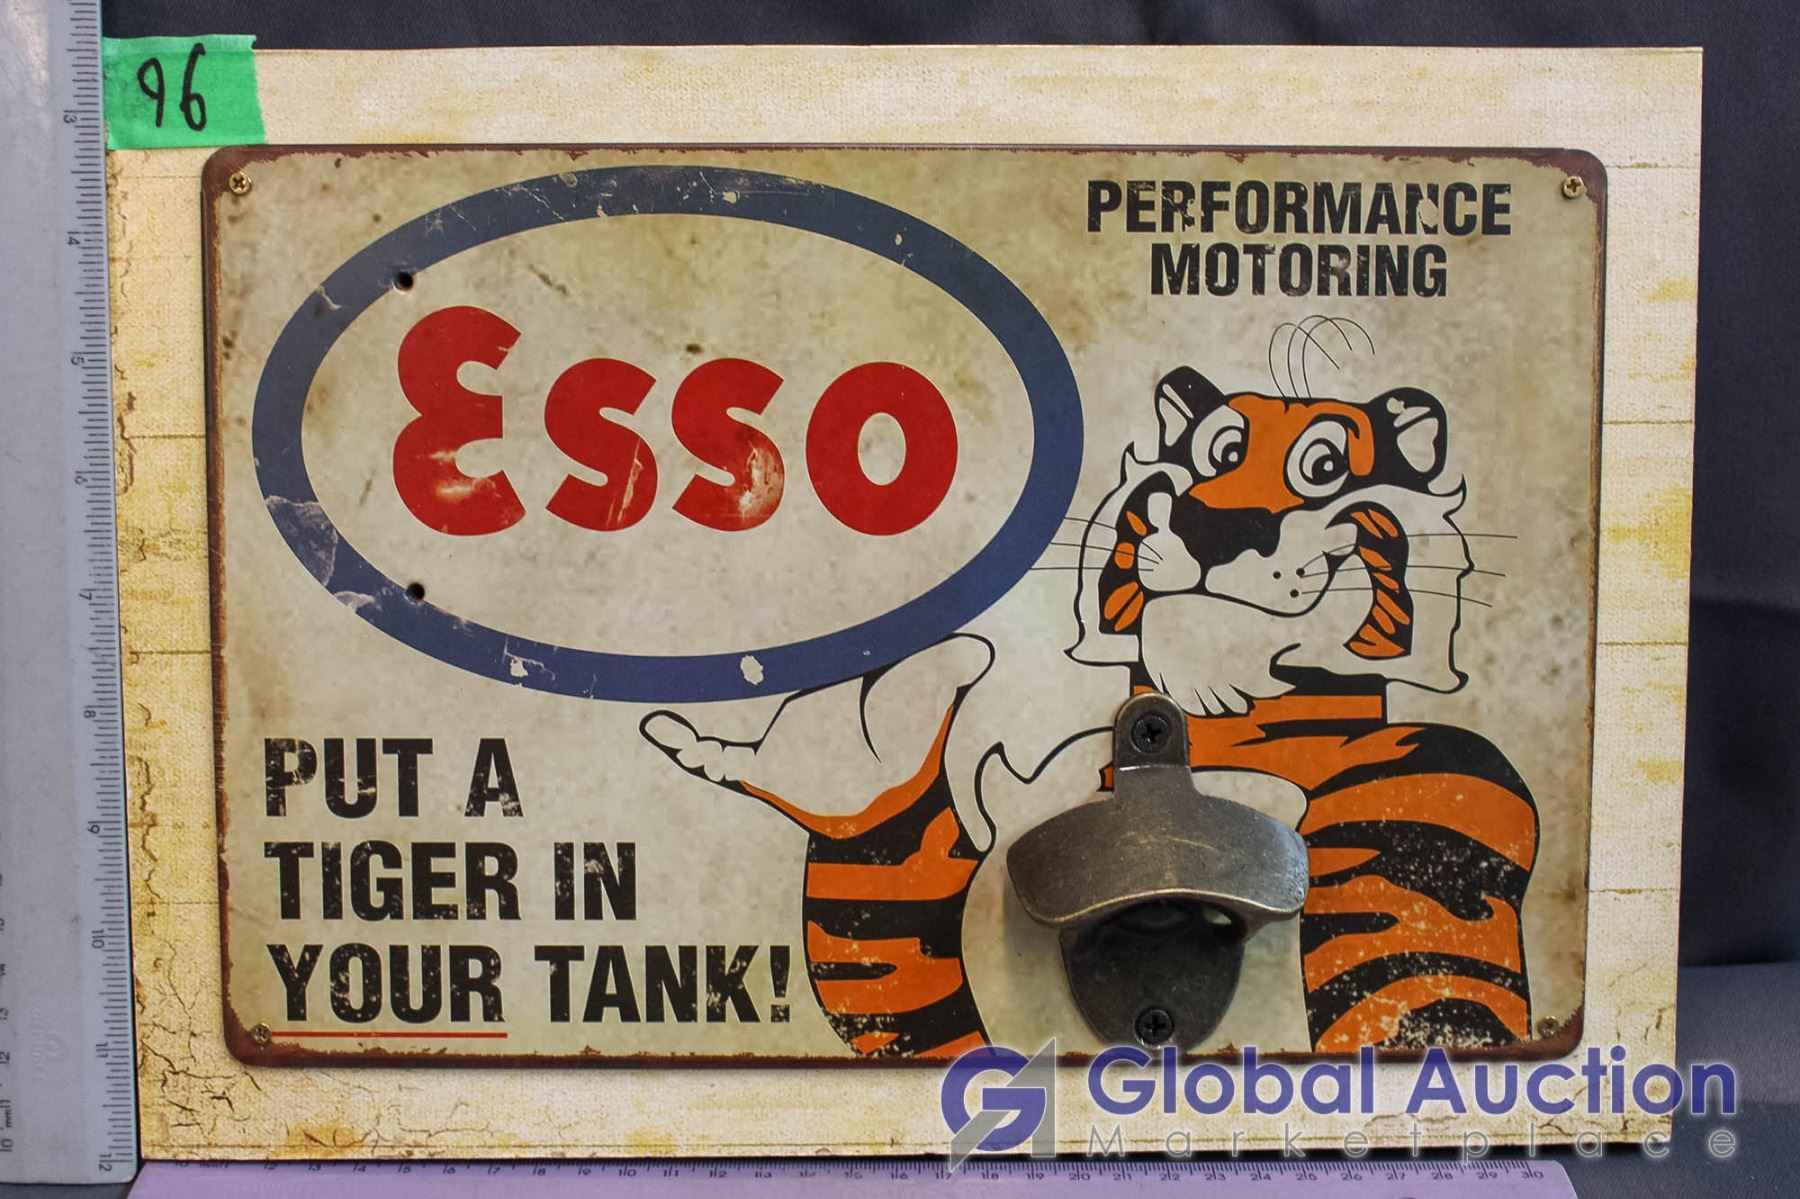 96
PERFORMANCE
MOTORING
Esso
PUT A
TIGER IN
YOUR TANK!
Global Auction
Marketplace